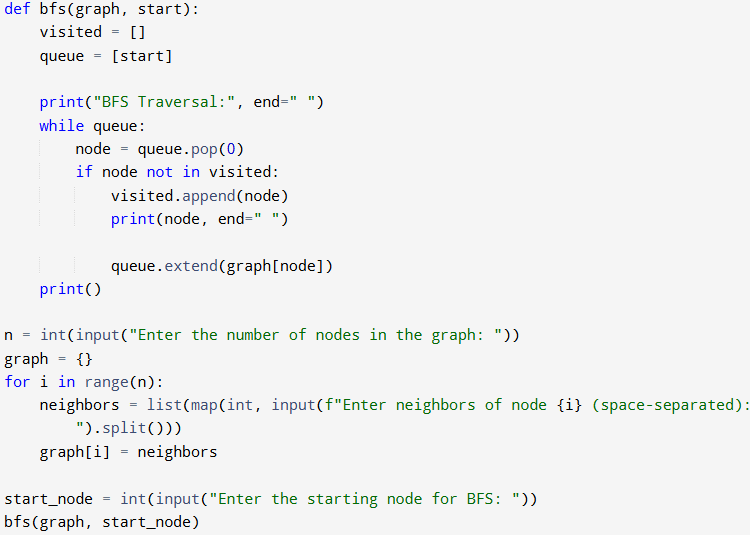 def bfs(graph, start):
    visited = []
    queue = [start]

    print("BFS Traversal:", end=" ")
    while queue:
        node = queue.pop(0)
        if node not in visited:
            visited.append(node)
            print(node, end=" ")

            queue.extend(graph[node])
    print()

n = int(input("Enter the number of nodes in the graph: "))
graph = {}
for i in range(n):
    neighbors = list(map(int, input(f"Enter neighbors of node {i} (space-separated):
        ").split()))
    graph[i] = neighbors

start_node = int(input("Enter the starting node for BFS: "))
bfs(graph, start_node)